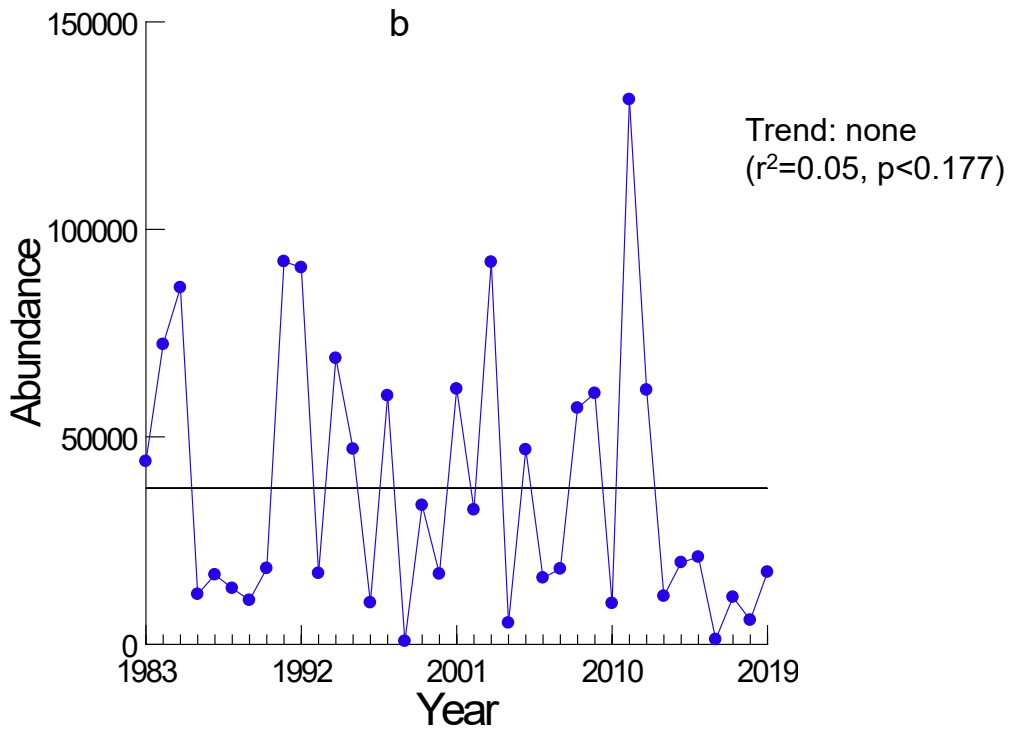 b
150000
100000
50000
0
Abundance
1983 1992 2001 2010 2019
Year
Trend: none
(r²=0.05, p<0.177)